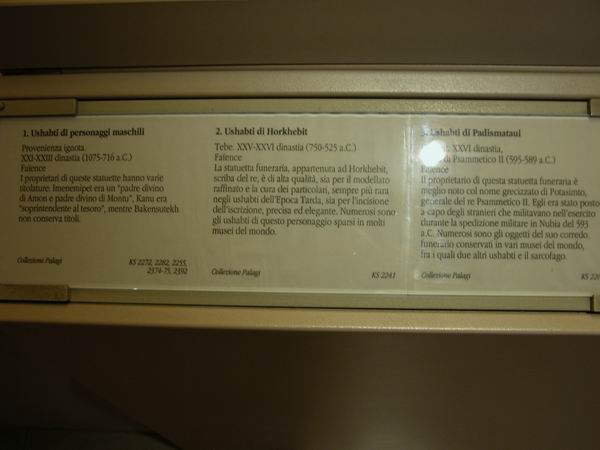 1. Ushabti di personaggi maschili
Provenienza ignota.
XXI-XXIII dinastia (1075-716 a.C.)
Faïence
I proprietari di queste statuette hanno varie
titolature: Imenemipet era un "padre divino
di Amon e padre divino di Montu", Kanu era
"soprintendente al tesoro", mentre Bakensutekh
non conserva titoli.
Collezione Palagi
KS 2272, 2282, 2255,
2374-75, 2392
2. Ushabti di Horkhebit
Tebe. XXV-XXVI dinastia (750-525 a.C.)
Faïence
La statuetta funeraria, appartenuta ad Horkhebit,
scriba del re, è di alta qualità, sia per il modellato
raffinato e la cura dei particolari, sempre più rara
negli ushabti dell'Epoca Tarda, sia per l'incisione
dell'iscrizione, precisa ed elegante. Numerosi sono
gli ushabti di questo personaggio sparsi in molti
musei del mondo.
Collezione Palagi
KS 2241
3. Ushabti di Padismataui
XXVI dinastia,
di Psammetico II (595-589 a.C.)
Faïence
Il proprietario di questa statuetta funeraria è
meglio noto col nome grecizzato di Potasimto,
generale del re Psammetico II. Egli era stato posto
a capo degli stranieri che militavano nell'esercito
durante la spedizione militare in Nubia del 593
a.C. Numerosi sono gli oggetti del suo corredo
funerario conservati in vari musei del mondo,
fra i quali due altri ushabti e il sarcofago.
Collezione Palagi
KS